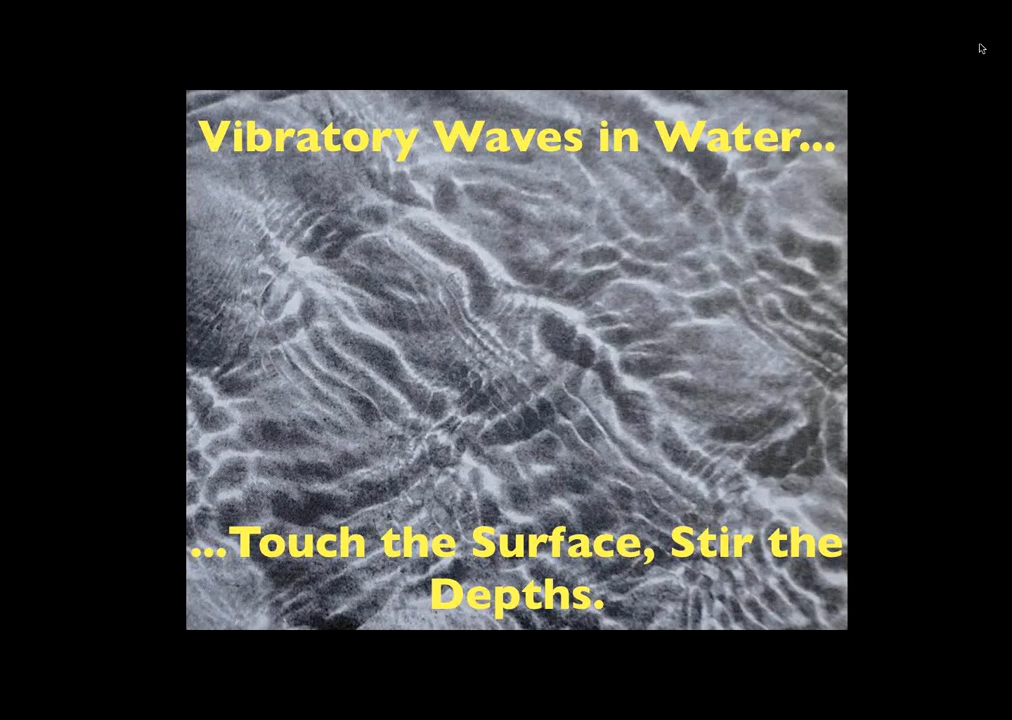 Vibratory Waves in Water...
...Touch the Surface, Stir the
Depths.